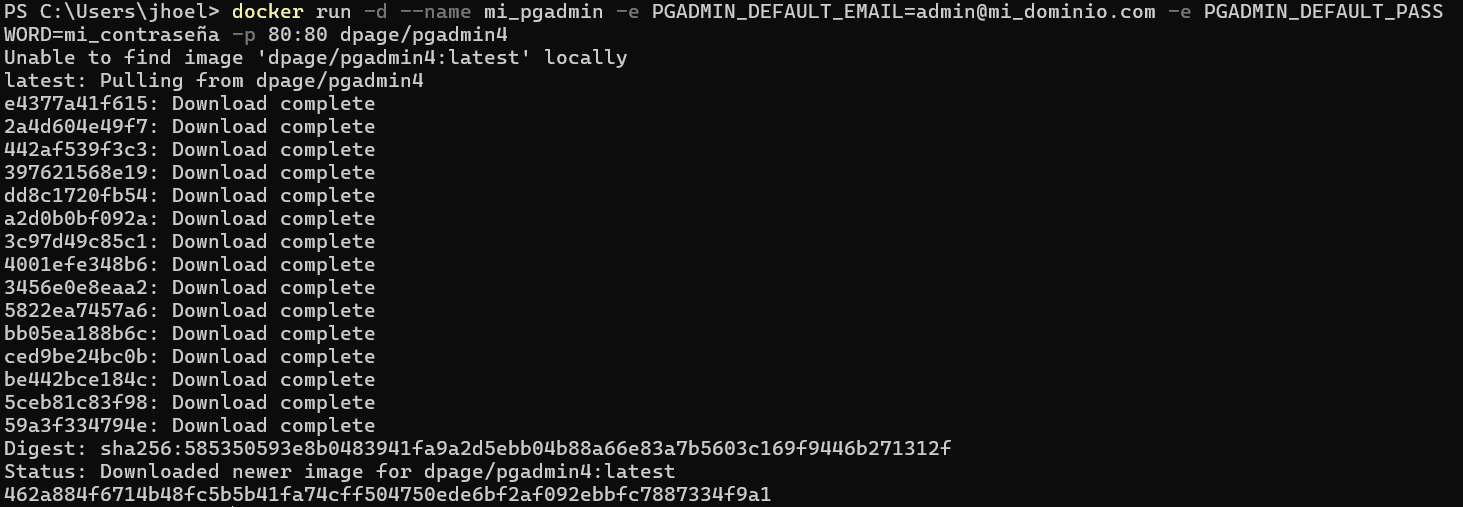 PS C:\Users\jhoel> docker run -d --name mi_pgadmin -e PGADMIN_DEFAULT_EMAIL=admin@mi_dominio.com -e PGADMIN_DEFAULT_PASS
WORD=mi_contraseña -p 80:80 dpage/pgadmin4
Unable to find image 'dpage/pgadmin4:latest' locally
latest: Pulling from dpage/pgadmin4
e4377a41f615: Download complete
2a4d604e49f7: Download complete
442af539f3c3: Download complete
397621568e19: Download complete
dd8c1720fb54: Download complete
a2d0b0bf092a: Download complete
3c97d49c85c1: Download complete
4001efe348b6: Download complete
3456e0e8eaa2: Download complete
5822ea7457a6: Download complete
bb05ea188b6c: Download complete
ced9be24bc0b: Download complete
be442bce184c: Download complete
5ceb81c83f98: Download complete
59a3f334794e: Download complete
Digest: sha256:585350593e8b0483941fa9a2d5ebb04b88a66e83a7b5603c169f9446b271312f
Status: Downloaded newer image for dpage/pgadmin4:latest
462a884f6714b48fc5b5b41fa74cff504750ede6bf2af092ebbfc7887334f9a1